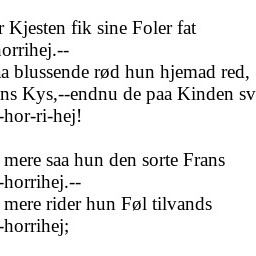 r Kjesten fik sine Foler fat
horrihej.--
a blussende rød hun hjemad red,
ns Kys,--endnu de paa Kinden sv
-hor-ri-hej!
mere saa hun den sorte Frans
-horrihej.--
mere rider hun Føl tilvands
-horrihej;